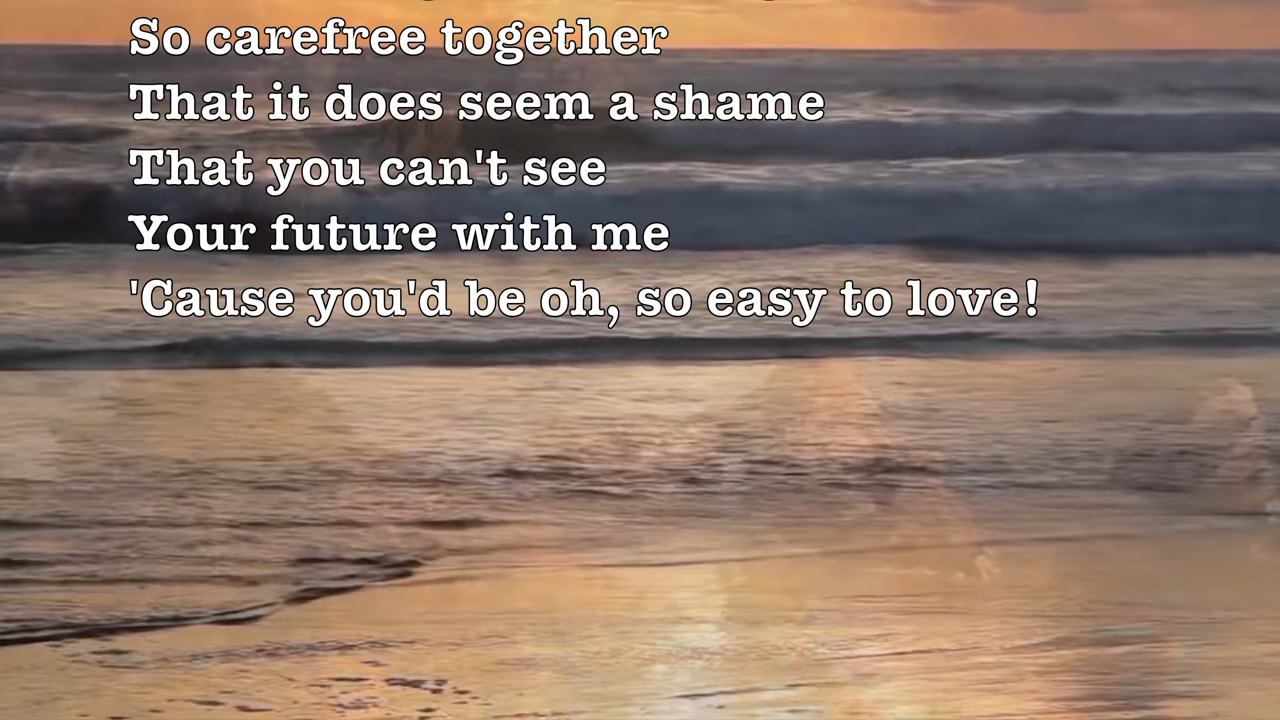 So carefree together
That it does seem a shame
That you can't see
Your future with me
'Cause you'd be oh, so easy to love!